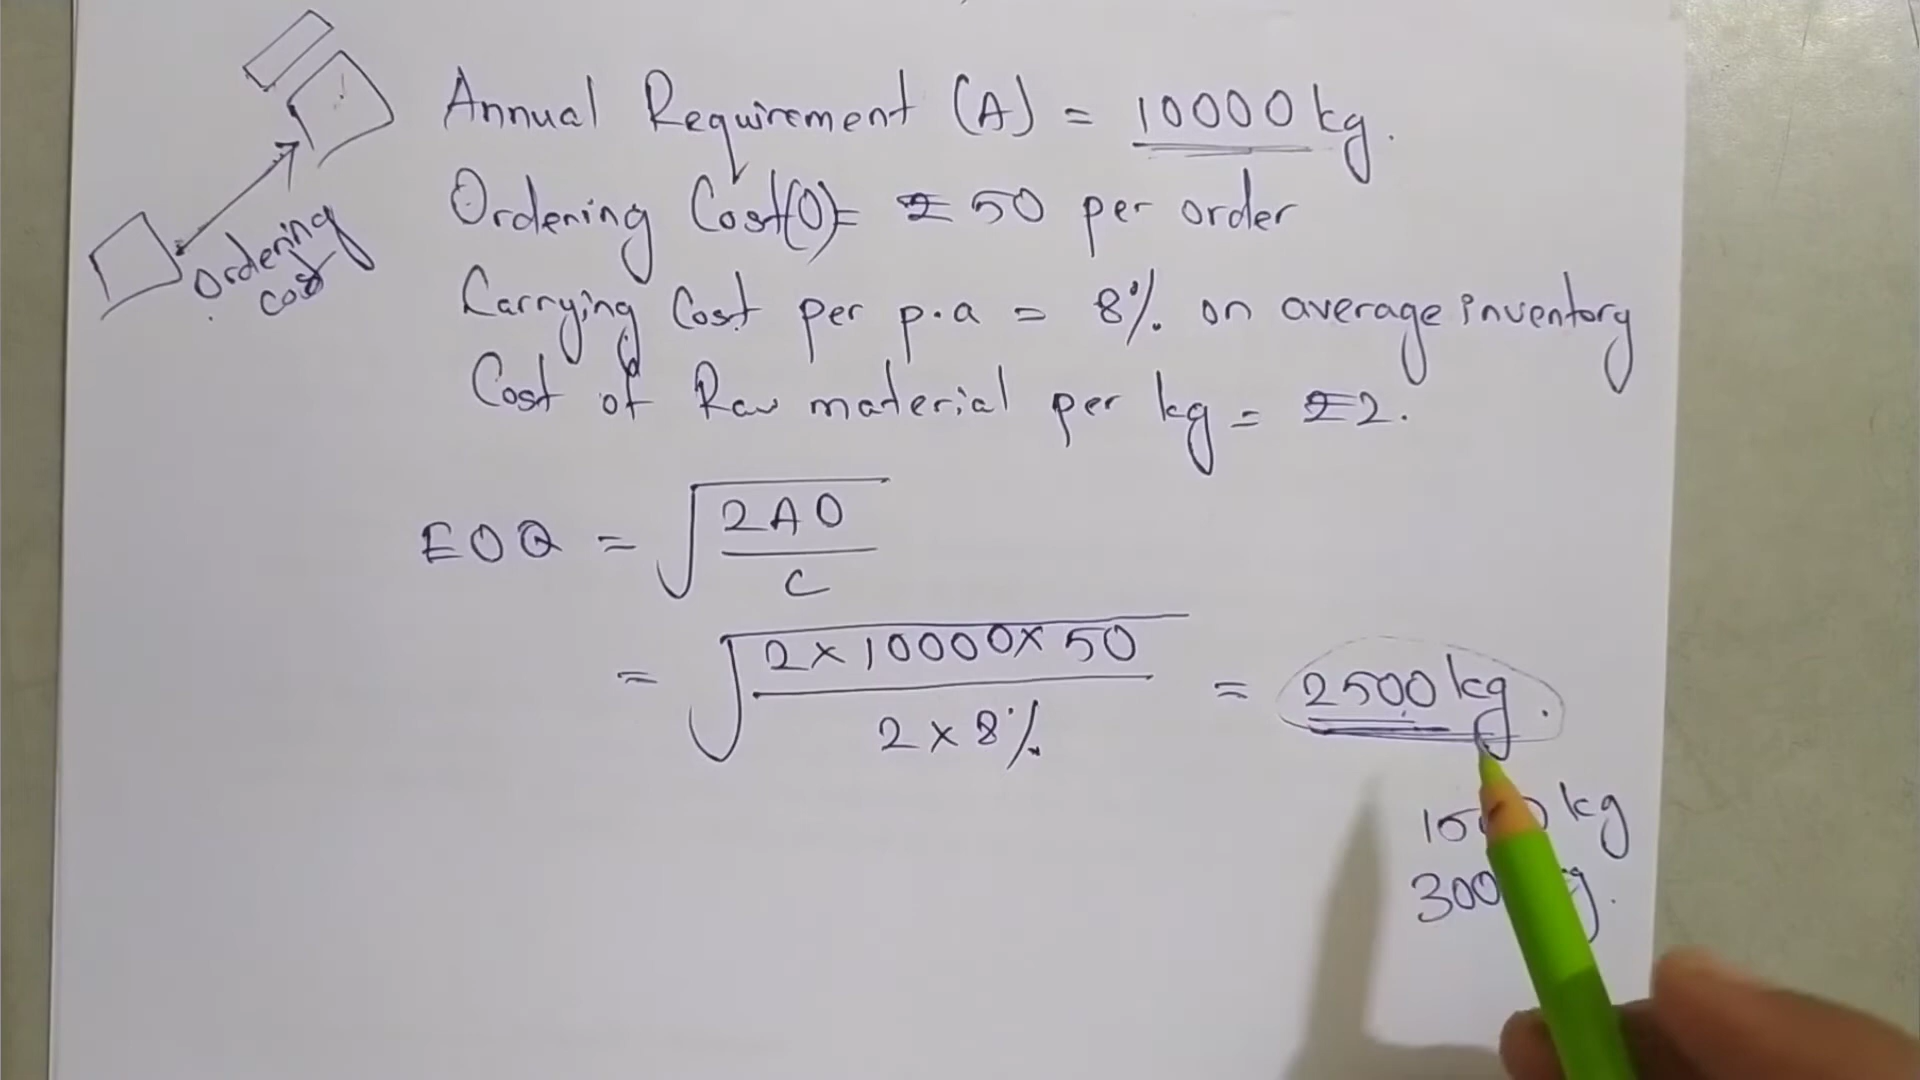 Annual Requirement (A) = 10000 kg.
Ordering Cost(O)= ₹ 50 per order
Carrying Cost per p.a = 8% on average inventory
Cost of Raw material per kg = ₹2.
Ordering
cost
EOQ = √(2AO / C)
= √(2 × 10000 × 50 / 2 × 8%) = 2500 kg.
kg
300